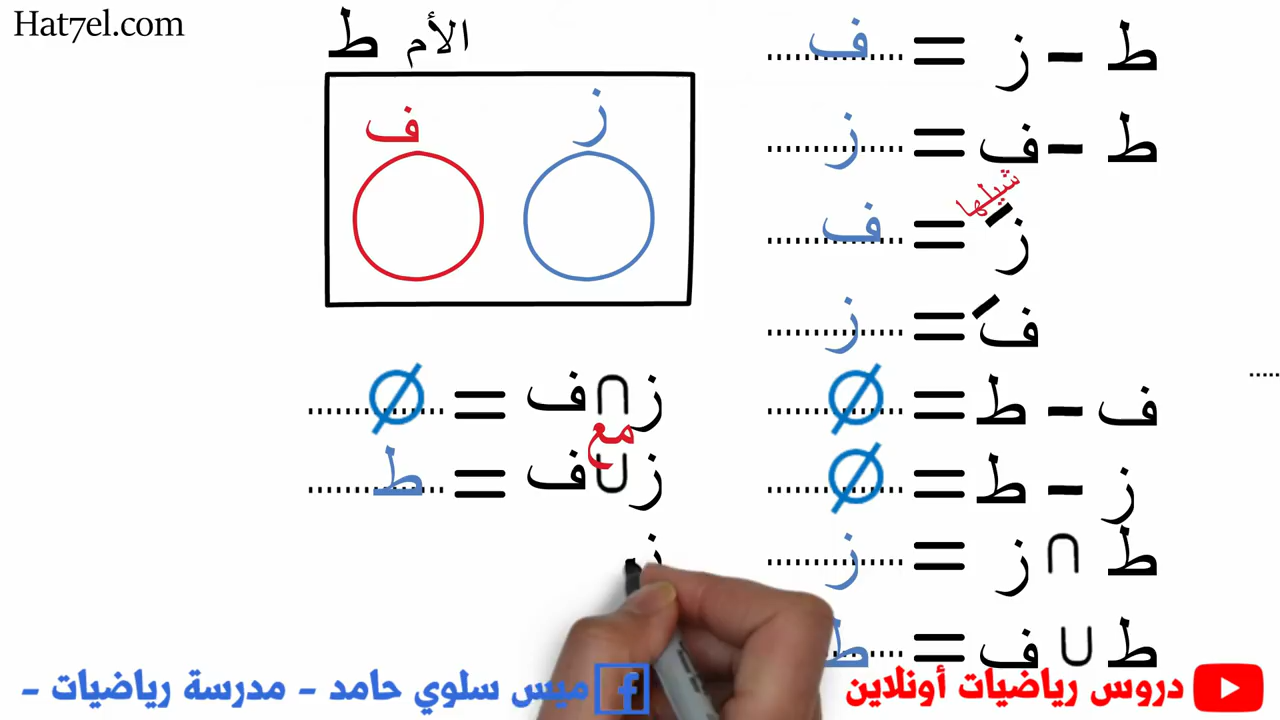 Hat7el.com
الأم ط
ز
ف
ط - ز = ف
ط - ف = ز
شيلها
زَ = ف
فَ = ز
ف - ط = ∅
ز - ط = ∅
ط ∩ ز = ز
ط ∪ ف = ط
ز ∩ ف = ∅
مع
ز ∪ ف = ط
ز
دروس رياضيات أونلاين
ميس سلوي حامد - مدرسة رياضيات -